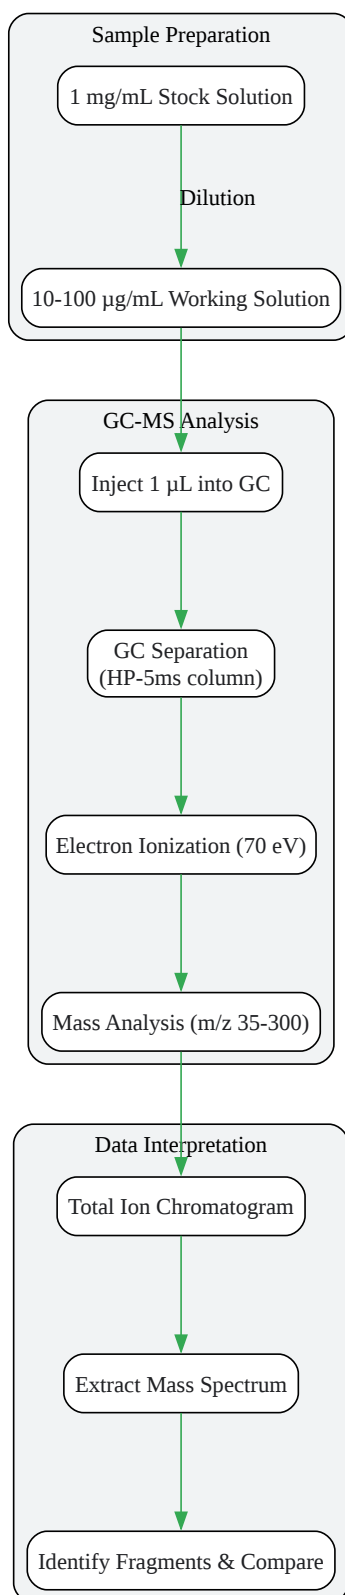 Sample Preparation
1 mg/mL Stock Solution
Dilution
10-100 µg/mL Working Solution
GC-MS Analysis
Inject 1 µL into GC
GC Separation
(HP-5ms column)
Electron Ionization (70 eV)
Mass Analysis (m/z 35-300)
Data Interpretation
Total Ion Chromatogram
Extract Mass Spectrum
Identify Fragments & Compare